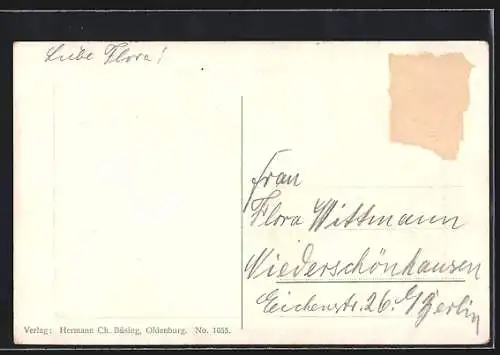 Liebe Flora!
Frau
Flora Wittmann
Niederschönhausen
Eichenstr. 26. b/Berlin
Verlag: Hermann Ch. Büsing, Oldenburg. No. 1055.